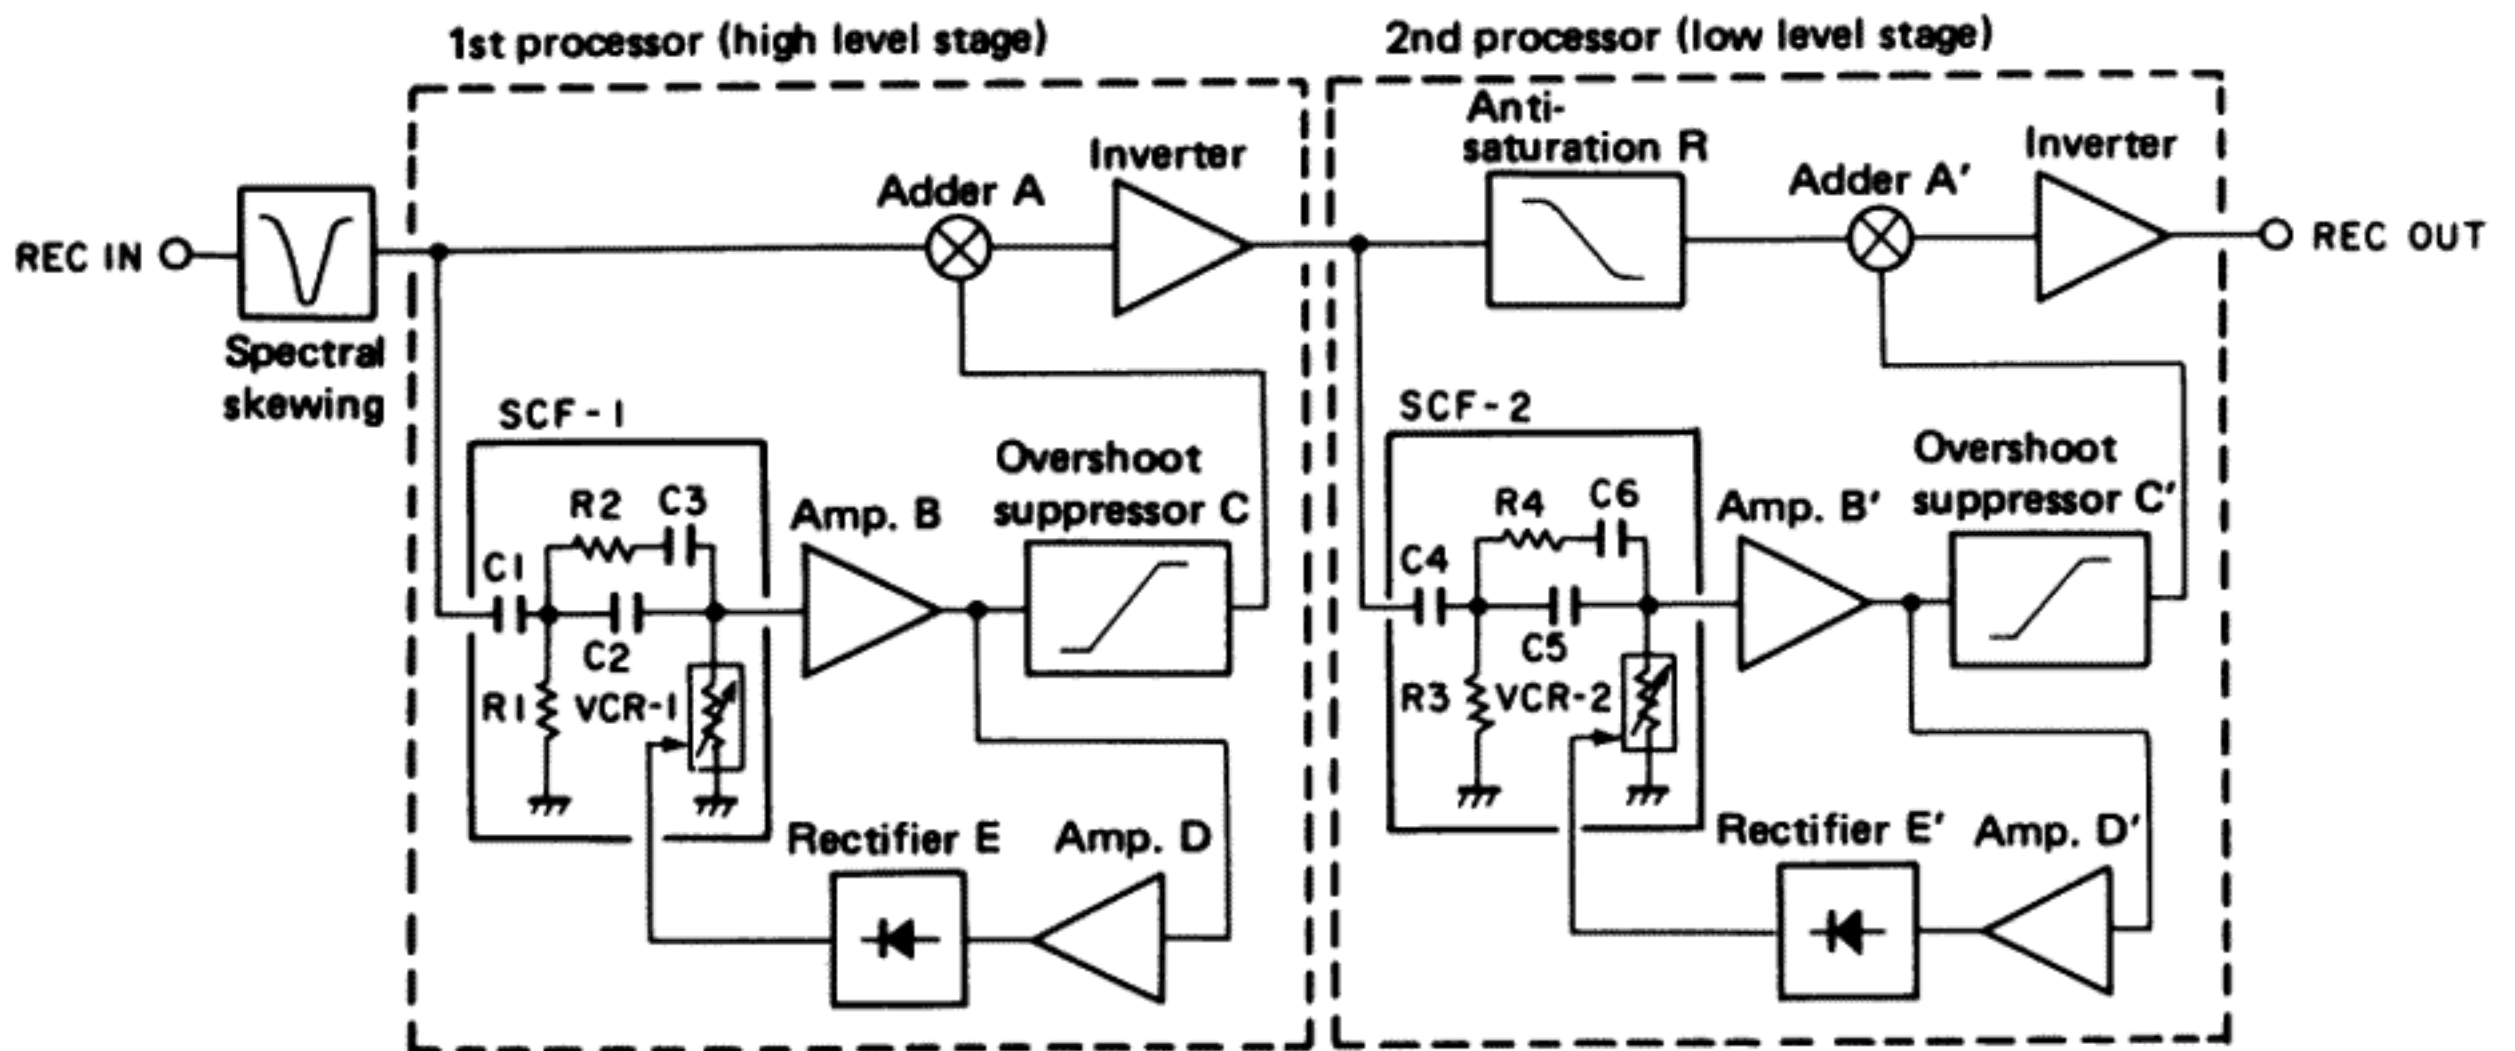 1st processor (high level stage)
2nd processor (low level stage)
REC IN
Spectral
skewing
Adder A
Inverter
SCF-1
C1
R2
C3
C2
R1
VCR-1
Amp. B
Overshoot
suppressor C
Rectifier E
Amp. D
Anti-
saturation R
Adder A'
Inverter
REC OUT
SCF-2
C4
R4
C6
C5
R3
VCR-2
Amp. B'
Overshoot
suppressor C'
Rectifier E'
Amp. D'